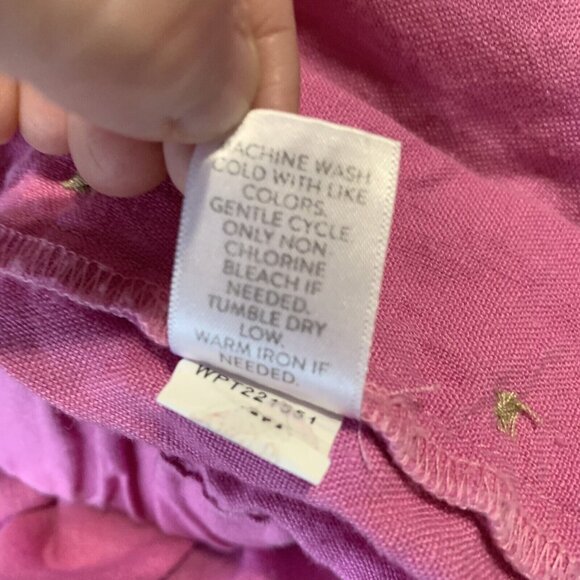 MACHINE WASH
COLD WITH LIKE
COLORS.
GENTLE CYCLE.
ONLY NON
CHLORINE
BLEACH IF
NEEDED.
TUMBLE DRY
LOW.
WARM IRON IF
NEEDED.